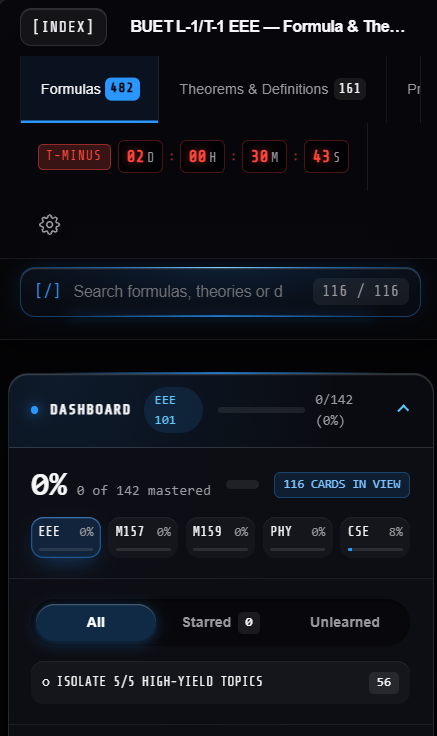 [INDEX] BUET L-1/T-1 EEE — Formula & The...
Formulas 482 Theorems & Definitions 161 Pr
T-MINUS 02 D : 00 H : 30 M : 43 S
[/] Search formulas, theories or d 116 / 116
DASHBOARD EEE 101 0/142 (0%)
0% 0 of 142 mastered 116 CARDS IN VIEW
EEE 0% M157 0% M159 0% PHY 0% CSE 8%
All Starred 0 Unlearned
ISOLATE 5/5 HIGH-YIELD TOPICS 56